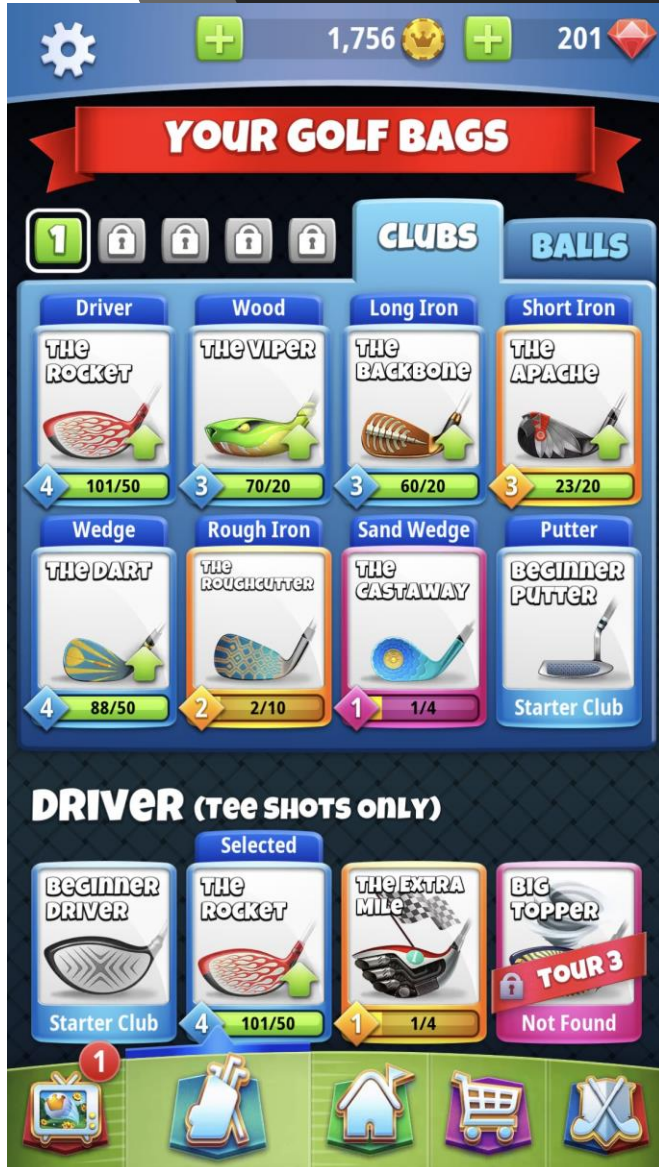 1,756
201
YOUR GOLF BAGS
1
CLUBS
BALLS
Driver
Wood
Long Iron
Short Iron
THE
ROCKET
THE VIPER
THE
BACKBONE
THE
APACHE
4
101/50
3
70/20
3
60/20
3
23/20
Wedge
Rough Iron
Sand Wedge
Putter
THE DART
THE
ROUGHCUTTER
THE
CASTAWAY
BEGINNER
PUTTER
4
88/50
2
2/10
1
1/4
Starter Club
DRIVER (TEE SHOTS ONLY)
Selected
BEGINNER
DRIVER
THE
ROCKET
THE EXTRA
MILE
BIG
TOPPER
TOUR 3
Starter Club
4
101/50
1
1/4
Not Found
1